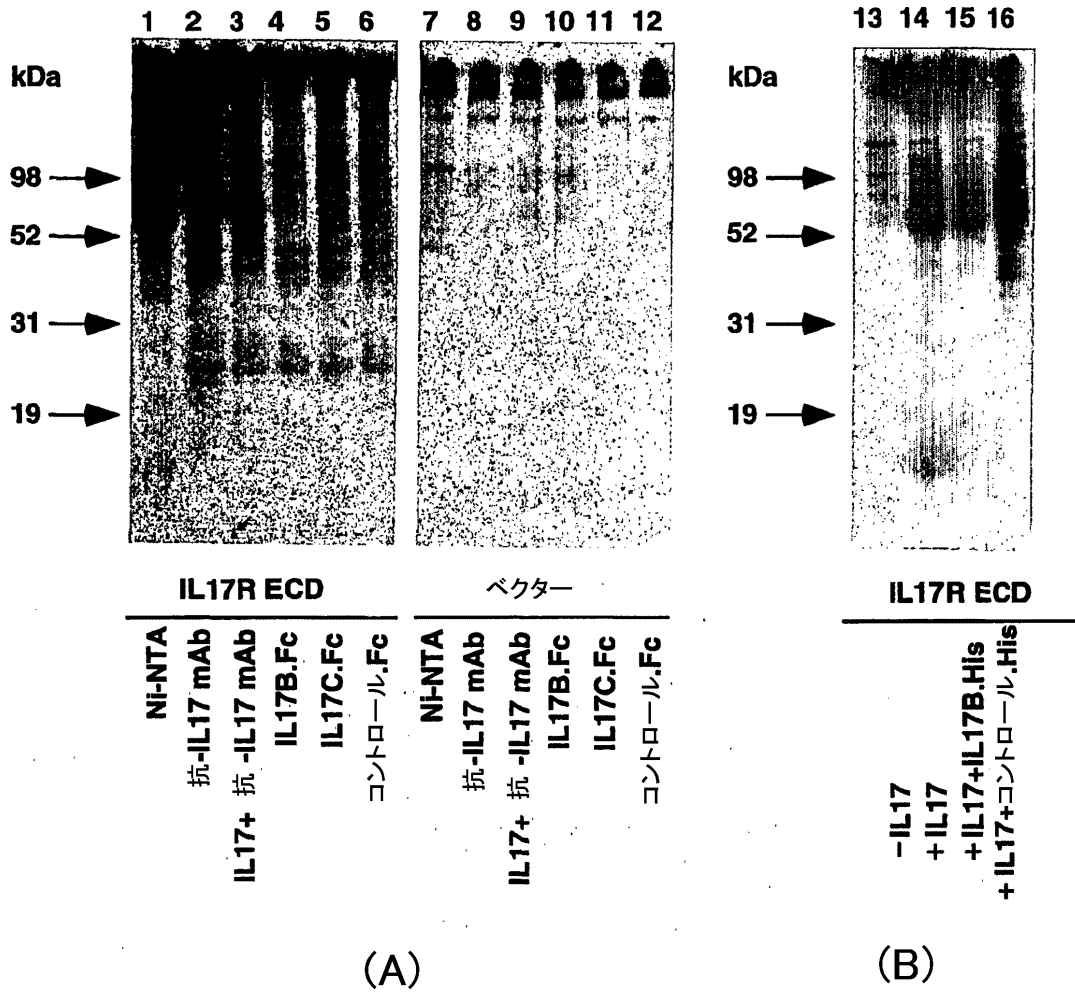 1 2 3 4 5 6 7 8 9 10 11 12 13 14 15 16
kDa
98
52
31
19
kDa
98
52
31
19
IL17R ECD
Ni-NTA
抗-IL17 mAb
IL17+ 抗 -IL17 mAb
IL17B.Fc
IL17C.Fc
コントロール.Fc
ベクター
Ni-NTA
抗-IL17 mAb
IL17+ 抗 -IL17 mAb
IL17B.Fc
IL17C.Fc
コントロール.Fc
IL17R ECD
-IL17
+IL17
+IL17+IL17B.His
+IL17+コントロール.His
(A)
(B)